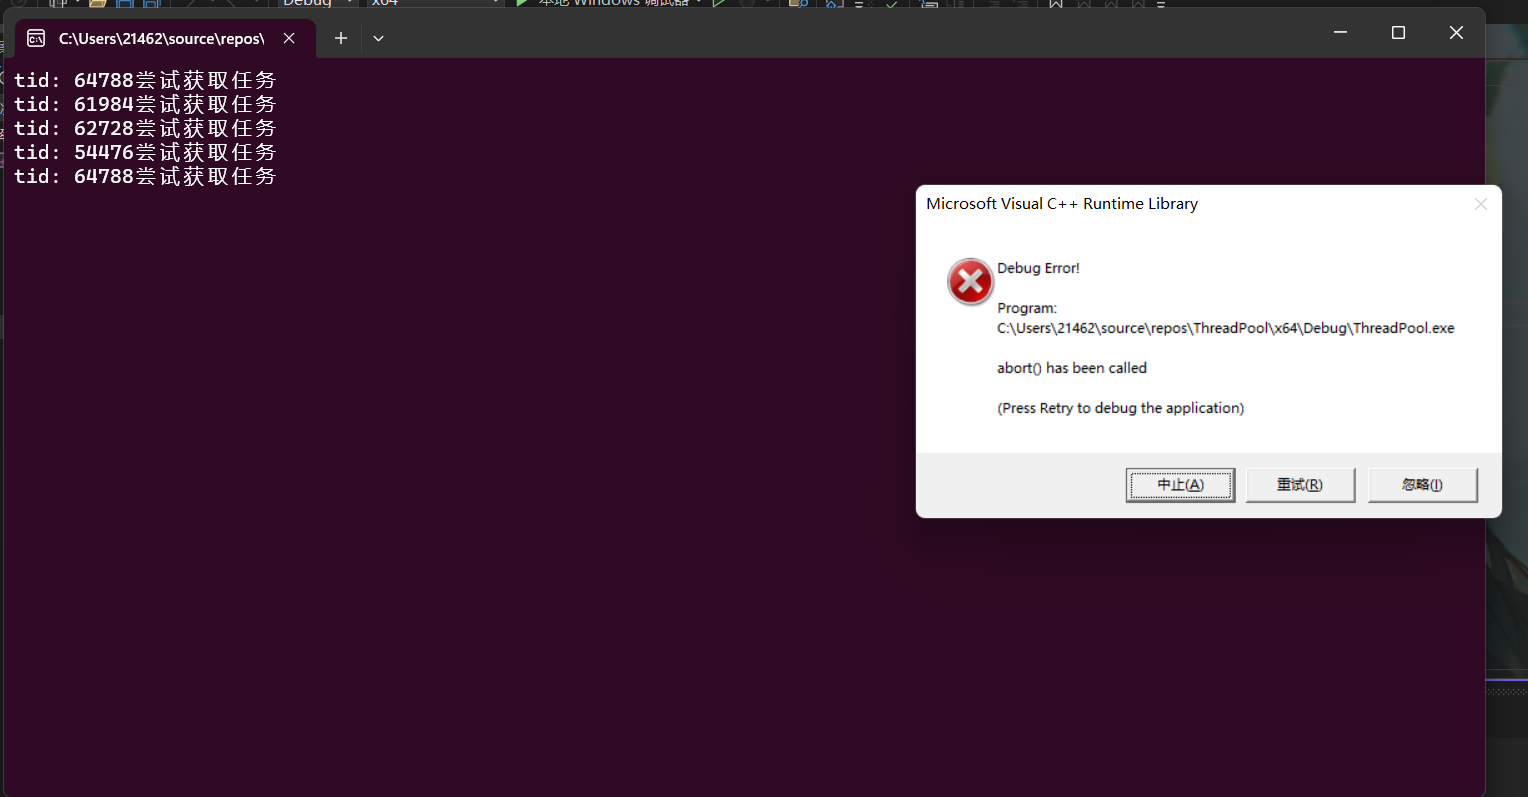 Debug
x64
本地 Windows 调试器
C:\Users\21462\source\repos\
tid: 64788尝试获取任务
tid: 61984尝试获取任务
tid: 62728尝试获取任务
tid: 54476尝试获取任务
tid: 64788尝试获取任务
Microsoft Visual C++ Runtime Library
Debug Error!
Program:
C:\Users\21462\source\repos\ThreadPool\x64\Debug\ThreadPool.exe
abort() has been called
(Press Retry to debug the application)
中止(A)
重试(R)
忽略(I)